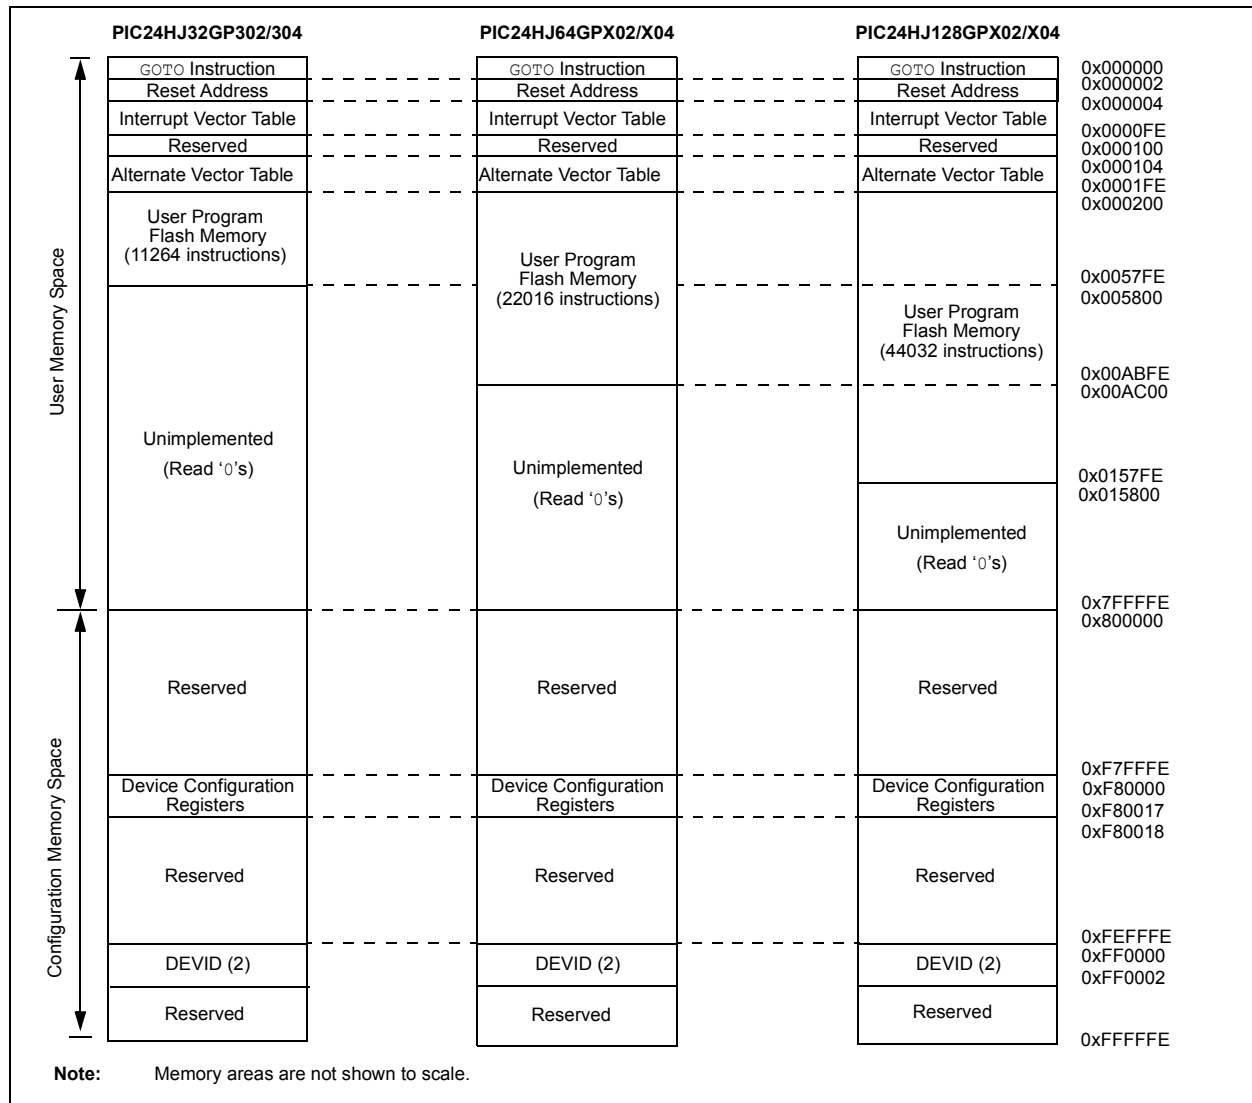 PIC24HJ32GP302/304
GOTO Instruction
Reset Address
Interrupt Vector Table
Reserved
Alternate Vector Table
User Program
Flash Memory
(11264 instructions)
Unimplemented
(Read ‘0’s)
Reserved
Device Configuration
Registers
Reserved
DEVID (2)
Reserved
PIC24HJ64GPX02/X04
GOTO Instruction
Reset Address
Interrupt Vector Table
Reserved
Alternate Vector Table
User Program
Flash Memory
(22016 instructions)
Unimplemented
(Read ‘0’s)
Reserved
Device Configuration
Registers
Reserved
DEVID (2)
Reserved
PIC24HJ128GPX02/X04
GOTO Instruction
Reset Address
Interrupt Vector Table
Reserved
Alternate Vector Table
User Program
Flash Memory
(44032 instructions)
Unimplemented
(Read ‘0’s)
Reserved
Device Configuration
Registers
Reserved
DEVID (2)
Reserved
0x000000
0x000002
0x000004
0x0000FE
0x000100
0x000104
0x0001FE
0x000200
0x0057FE
0x005800
0x00ABFE
0x00AC00
0x0157FE
0x015800
0x7FFFFE
0x800000
0xF7FFFE
0xF80000
0xF80017
0xF80018
0xFEFFFE
0xFF0000
0xFF0002
0xFFFFFE
User Memory Space
Configuration Memory Space
Note: Memory areas are not shown to scale.